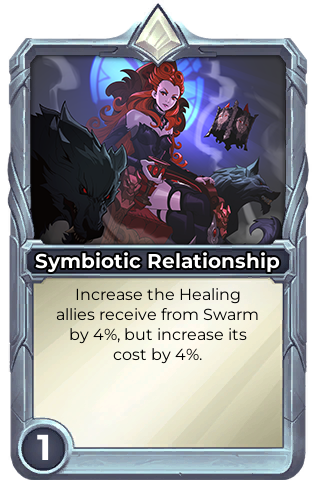 Symbiotic Relationship
Increase the Healing
allies receive from Swarm
by 4%, but increase its
cost by 4%.
1